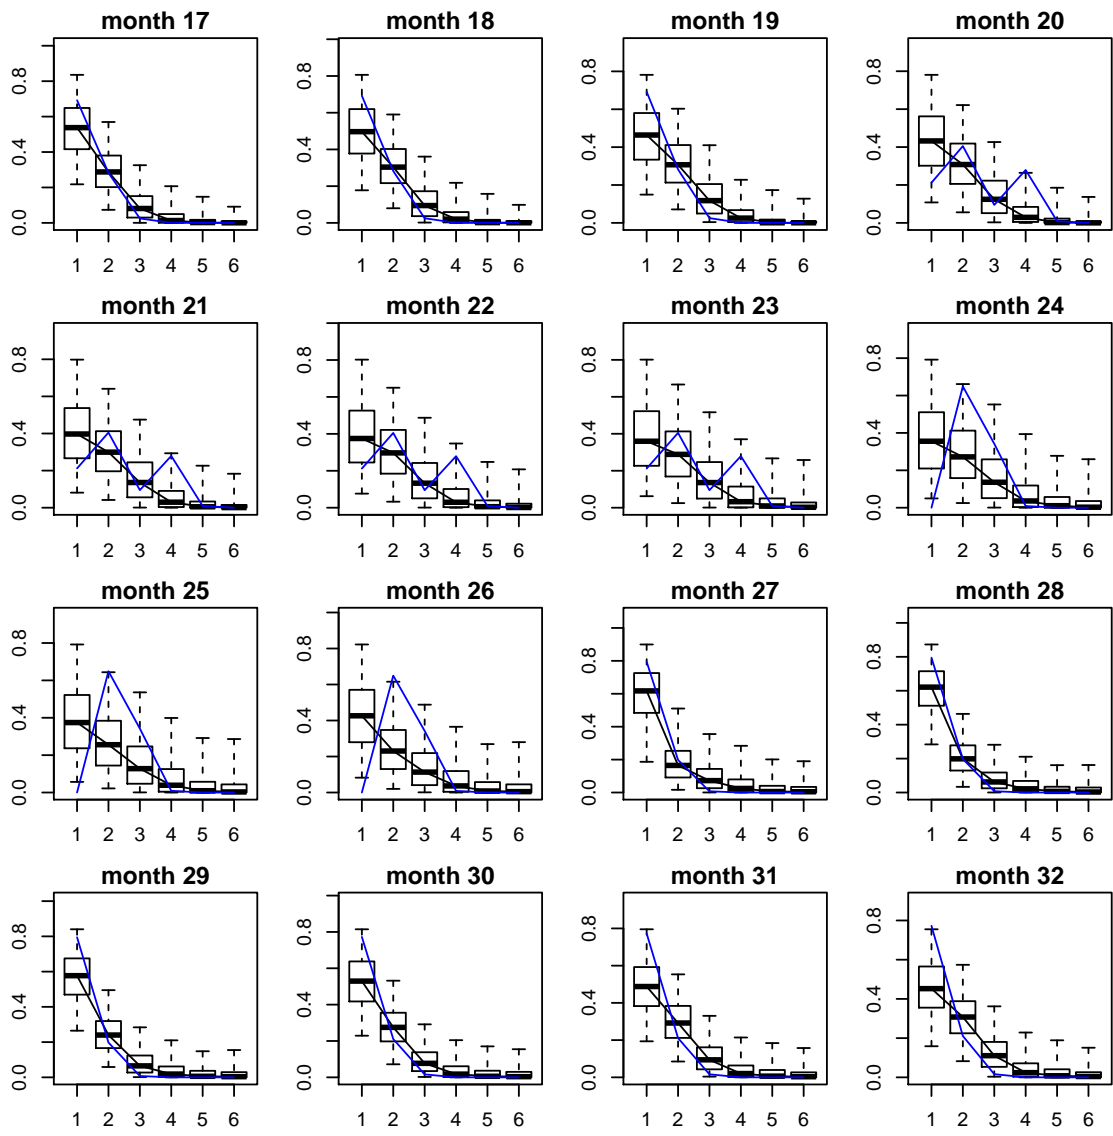 month 17 month 18 month 19 month 20
0.0 0.4 0.8 0.0 0.4 0.8 0.0 0.4 0.8 0.0 0.4 0.8
1 2 3 4 5 6 1 2 3 4 5 6 1 2 3 4 5 6 1 2 3 4 5 6
month 21 month 22 month 23 month 24
0.0 0.4 0.8 0.0 0.4 0.8 0.0 0.4 0.8 0.0 0.4 0.8
1 2 3 4 5 6 1 2 3 4 5 6 1 2 3 4 5 6 1 2 3 4 5 6
month 25 month 26 month 27 month 28
0.0 0.4 0.8 0.0 0.4 0.8 0.0 0.4 0.8 0.0 0.4 0.8
1 2 3 4 5 6 1 2 3 4 5 6 1 2 3 4 5 6 1 2 3 4 5 6
month 29 month 30 month 31 month 32
0.0 0.4 0.8 0.0 0.4 0.8 0.0 0.4 0.8 0.0 0.4 0.8
1 2 3 4 5 6 1 2 3 4 5 6 1 2 3 4 5 6 1 2 3 4 5 6